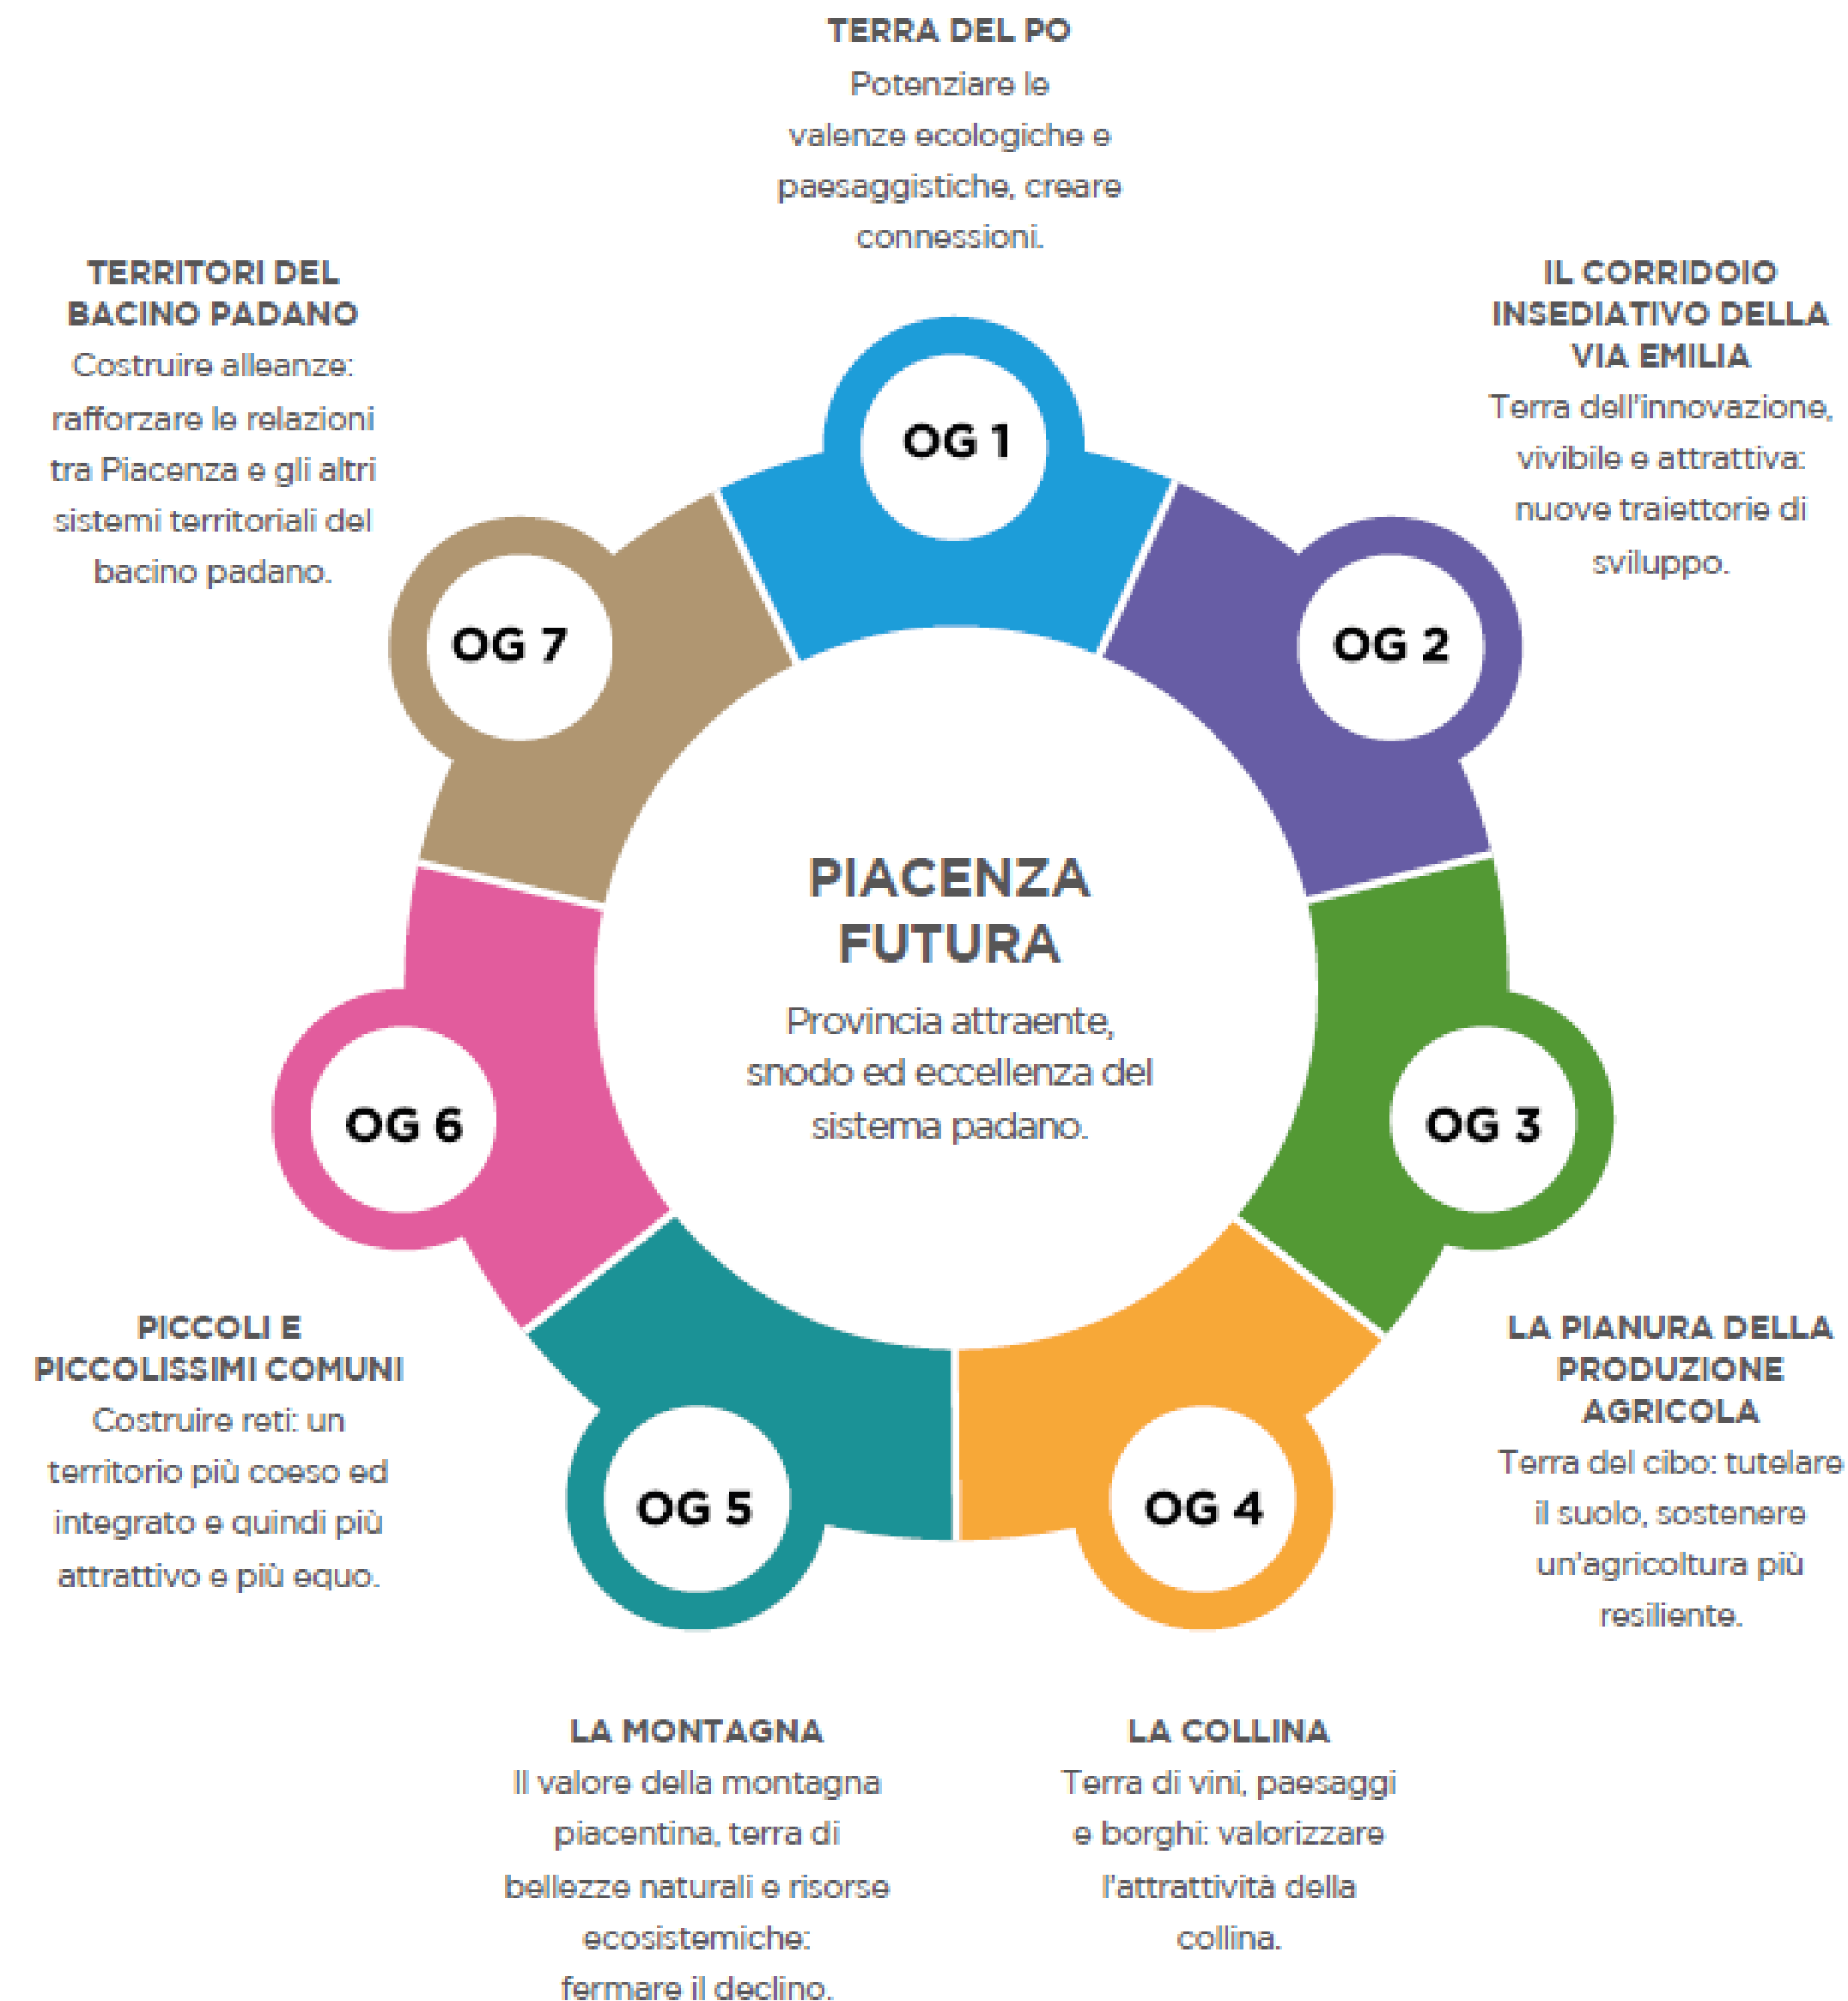 TERRA DEL PO
Potenziare le
valenze ecologiche e
paesaggistiche, creare
connessioni.
IL CORRIDOIO
INSEDIATIVO DELLA
VIA EMILIA
Terra dell'innovazione,
vivibile e attrattiva:
nuove traiettorie di
sviluppo.
LA PIANURA DELLA
PRODUZIONE
AGRICOLA
Terra del cibo: tutelare
il suolo, sostenere
un'agricoltura più
resiliente.
LA COLLINA
Terra di vini, paesaggi
e borghi: valorizzare
l'attrattività della
collina.
LA MONTAGNA
Il valore della montagna
piacentina, terra di
bellezze naturali e risorse
ecosistemiche:
fermare il declino.
PICCOLI E
PICCOLISSIMI COMUNI
Costruire reti: un
territorio più coeso ed
integrato e quindi più
attrattivo e più equo.
TERRITORI DEL
BACINO PADANO
Costruire alleanze:
rafforzare le relazioni
tra Piacenza e gli altri
sistemi territoriali del
bacino padano.
OG 1
OG 2
OG 3
OG 4
OG 5
OG 6
OG 7
PIACENZA
FUTURA
Provincia attraente,
snodo ed eccellenza del
sistema padano.